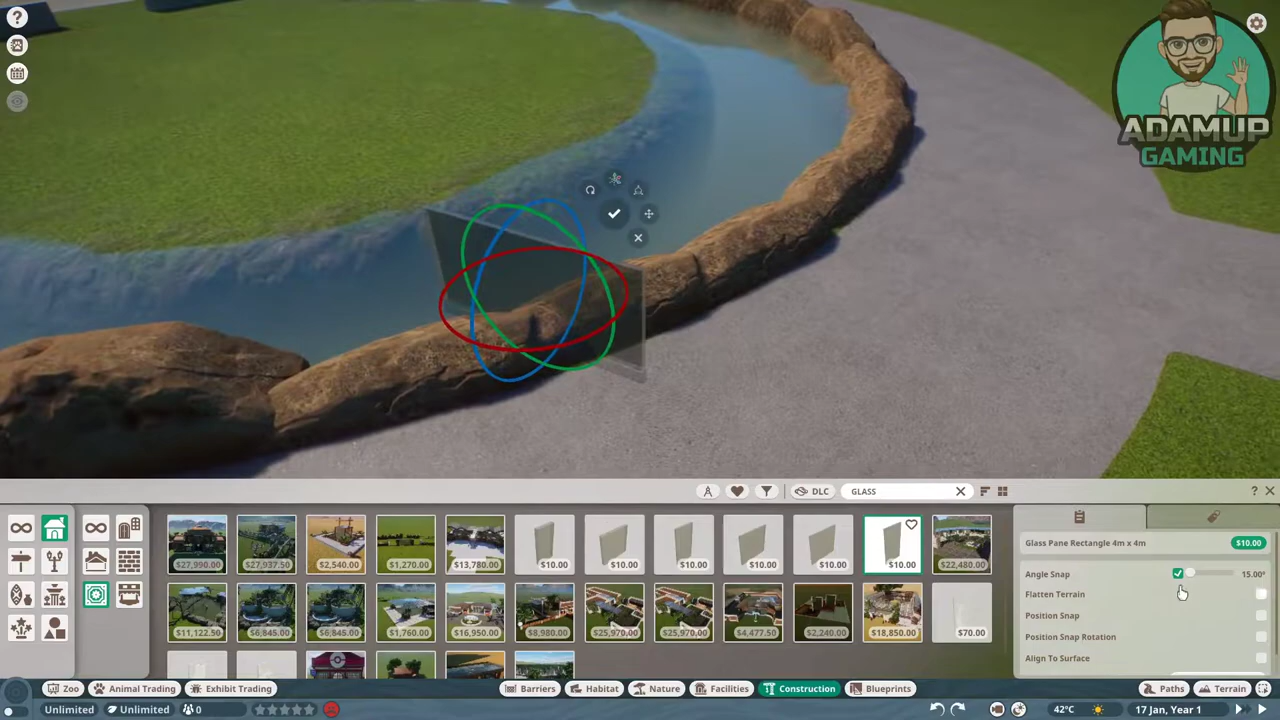 ADAMUP
GAMING
DLC
GLASS
$27,990.00
$27,937.50
$2,540.00
$1,270.00
$13,780.00
$10.00
$10.00
$10.00
$10.00
$10.00
$10.00
$22,480.00
$11,122.50
$6,845.00
$6,845.00
$1,760.00
$16,950.00
$8,980.00
$25,970.00
$25,970.00
$4,477.50
$2,240.00
$18,850.00
$70.00
Glass Pane Rectangle 4m x 4m
$10.00
Angle Snap
15.00°
Flatten Terrain
Position Snap
Position Snap Rotation
Align To Surface
Zoo
Animal Trading
Exhibit Trading
Barriers
Habitat
Nature
Facilities
Construction
Blueprints
Paths
Terrain
Unlimited
Unlimited
0
42°C
17 Jan, Year 1